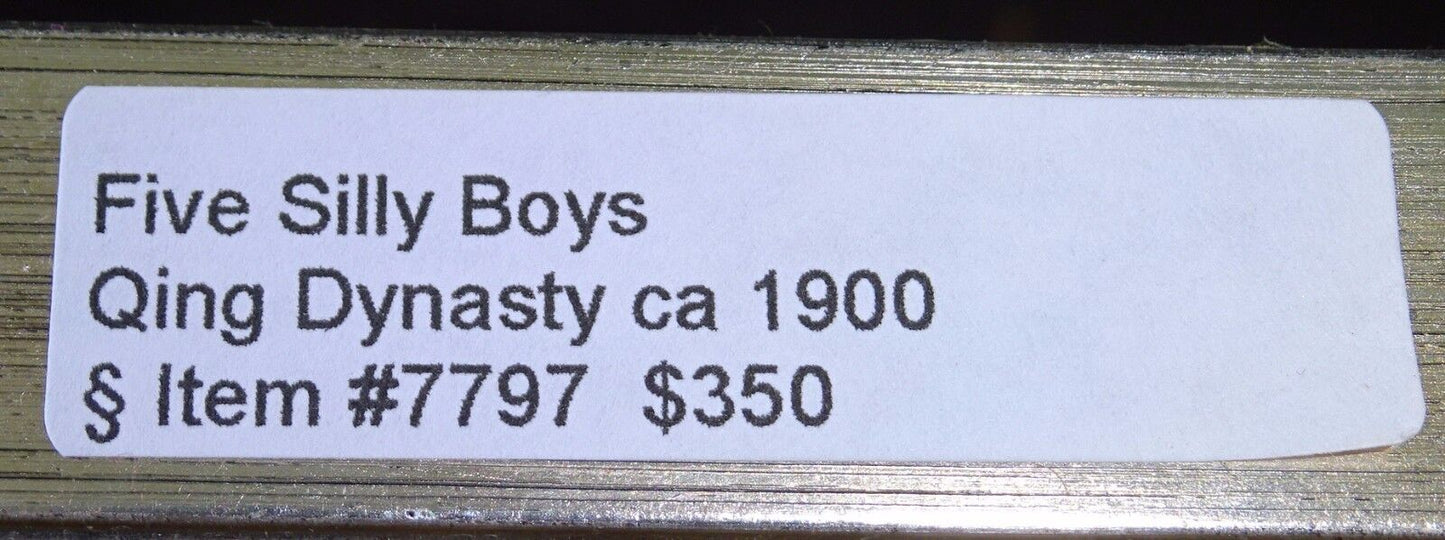 Five Silly Boys
Qing Dynasty ca 1900
§ Item #7797 $350